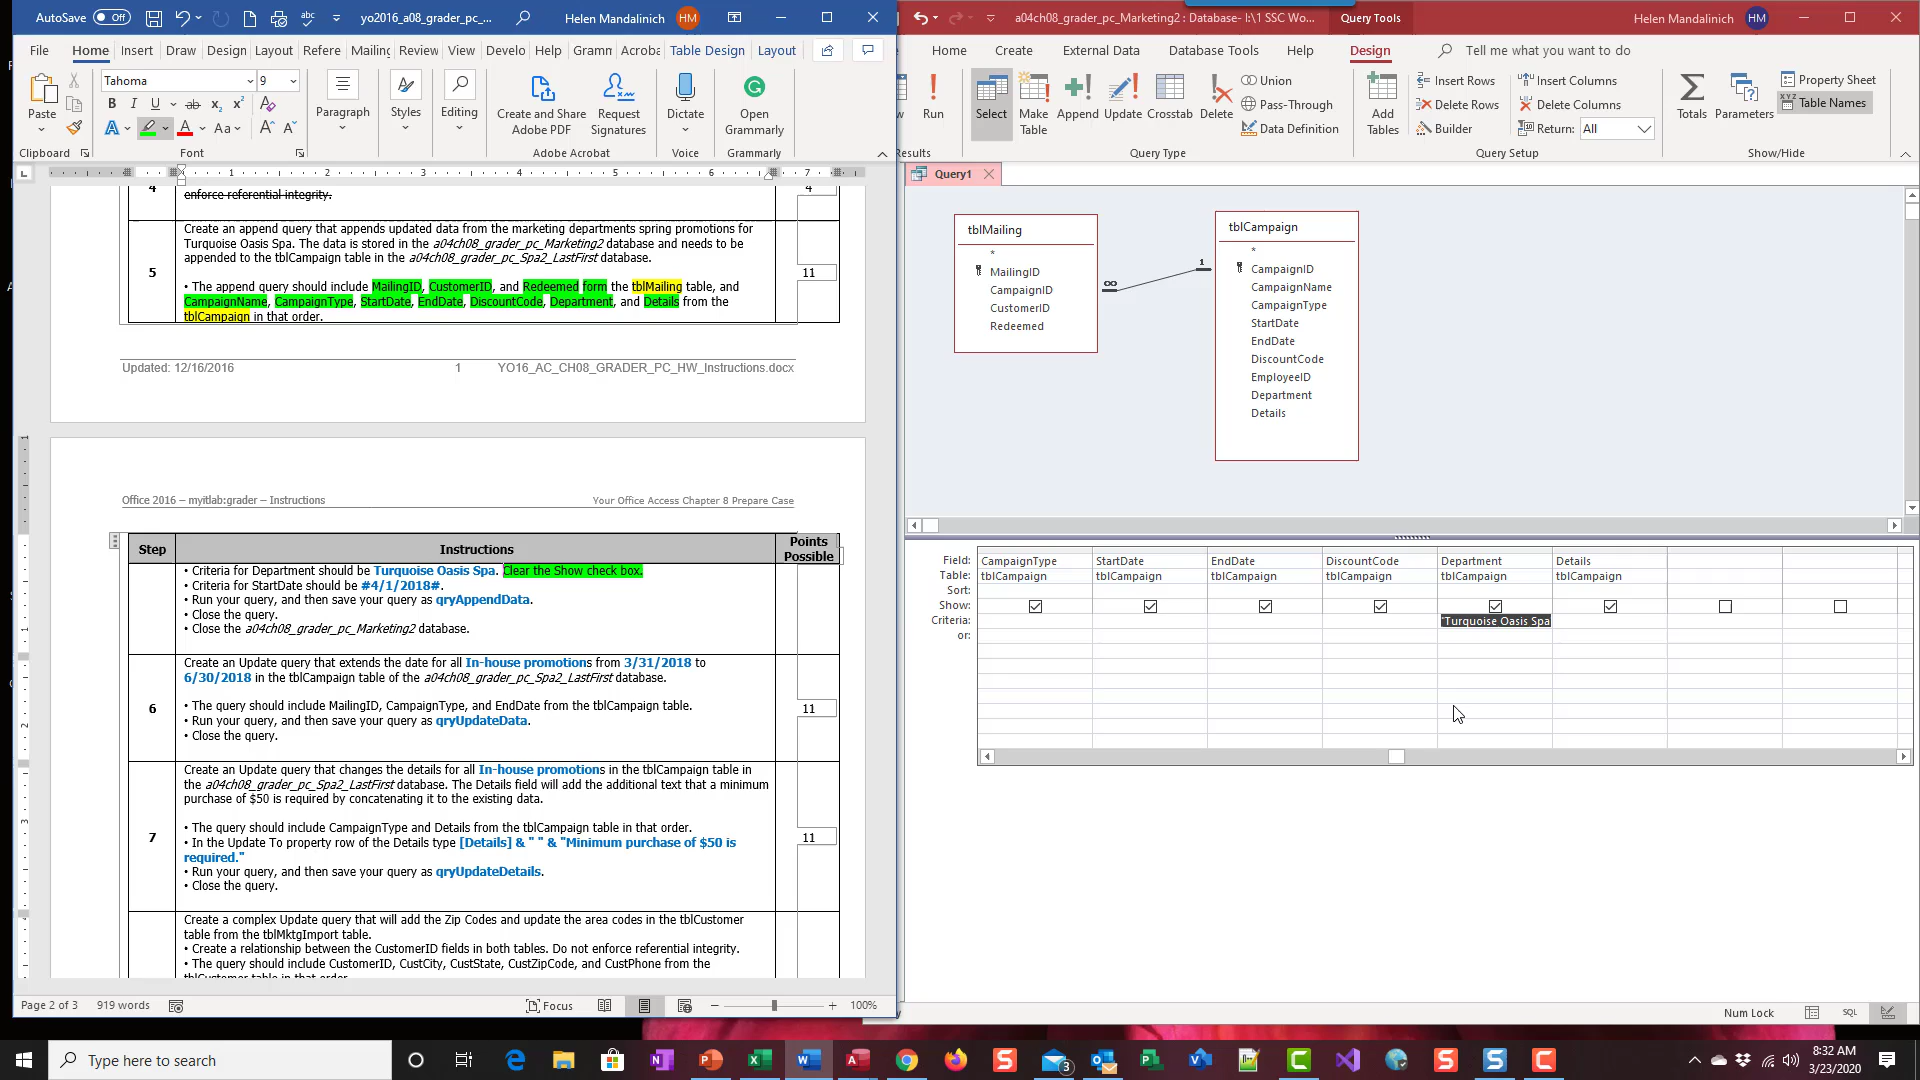 AutoSave Off yo2016_a08_grader_pc_... Helen Mandalinich HM
File Home Insert Draw Design Layout Refere Mailing Review View Develo Help Gramm Acroba Table Design Layout
Tahoma 9
Paste Paragraph Styles Editing Create and Share Adobe PDF Request Signatures Dictate Open Grammarly
Clipboard Font Adobe Acrobat Voice Grammarly
4 enforce referential integrity. 4
Create an append query that appends updated data from the marketing departments spring promotions for
Turquoise Oasis Spa. The data is stored in the a04ch08_grader_pc_Marketing2 database and needs to be
appended to the tblCampaign table in the a04ch08_grader_pc_Spa2_LastFirst database.
5 11
• The append query should include MailingID, CustomerID, and Redeemed form the tblMailing table, and
CampaignName, CampaignType, StartDate, EndDate, DiscountCode, Department, and Details from the
tblCampaign in that order.
Updated: 12/16/2016 1 YO16_AC_CH08_GRADER_PC_HW_Instructions.docx
Office 2016 – myitlab:grader – Instructions Your Office Access Chapter 8 Prepare Case
Step Instructions Points Possible
• Criteria for Department should be Turquoise Oasis Spa. Clear the Show check box.
• Criteria for StartDate should be #4/1/2018#.
• Run your query, and then save your query as qryAppendData.
• Close the query.
• Close the a04ch08_grader_pc_Marketing2 database.
Create an Update query that extends the date for all In-house promotions from 3/31/2018 to
6/30/2018 in the tblCampaign table of the a04ch08_grader_pc_Spa2_LastFirst database.
6 11
• The query should include MailingID, CampaignType, and EndDate from the tblCampaign table.
• Run your query, and then save your query as qryUpdateData.
• Close the query.
Create an Update query that changes the details for all In-house promotions in the tblCampaign table in
the a04ch08_grader_pc_Spa2_LastFirst database. The Details field will add the additional text that a minimum
purchase of $50 is required by concatenating it to the existing data.
7 11
• The query should include CampaignType and Details from the tblCampaign table in that order.
• In the Update To property row of the Details type [Details] & " " & "Minimum purchase of $50 is
required."
• Run your query, and then save your query as qryUpdateDetails.
• Close the query.
Create a complex Update query that will add the Zip Codes and update the area codes in the tblCustomer
table from the tblMktgImport table.
• Create a relationship between the CustomerID fields in both tables. Do not enforce referential integrity.
• The query should include CustomerID, CustCity, CustState, CustZipCode, and CustPhone from the
tblCustomer table in that order.
Page 2 of 3 919 words Focus 100%
a04ch08_grader_pc_Marketing2 : Database- I:\1 SSC Wo... Query Tools Helen Mandalinich HM
Home Create External Data Database Tools Help Design Tell me what you want to do
Run Select Make Table Append Update Crosstab Delete Union Pass-Through Data Definition
Add Tables Insert Rows Delete Rows Builder Insert Columns Delete Columns Return: All
Totals Parameters Property Sheet Table Names
Results Query Type Query Setup Show/Hide
Query1
tblMailing
*
MailingID
CampaignID
CustomerID
Redeemed
∞ 1
tblCampaign
*
CampaignID
CampaignName
CampaignType
StartDate
EndDate
DiscountCode
EmployeeID
Department
Details
Field: CampaignType StartDate EndDate DiscountCode Department Details
Table: tblCampaign tblCampaign tblCampaign tblCampaign tblCampaign tblCampaign
Sort:
Show:
Criteria: "Turquoise Oasis Spa
or:
Num Lock SQL
Type here to search
3
8:32 AM
3/23/2020